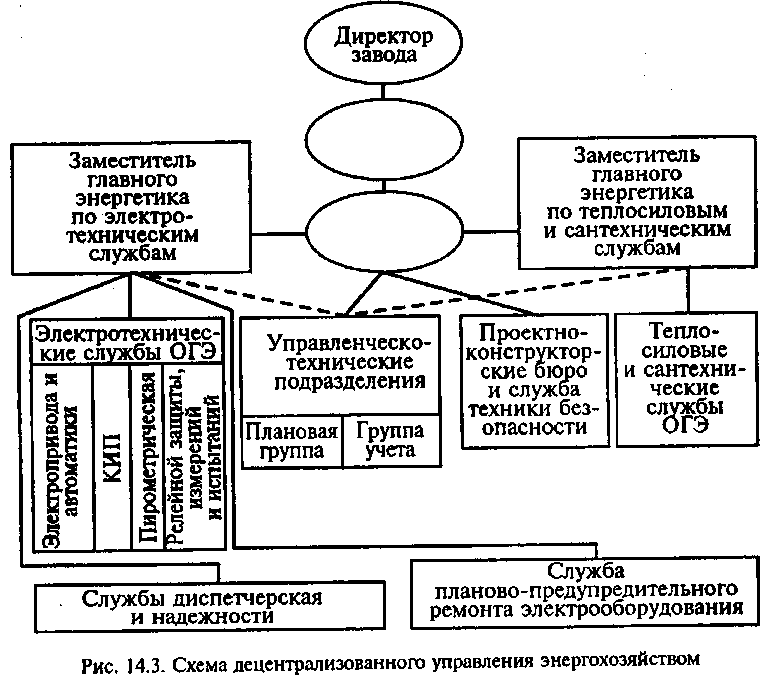 Директор
завода
Заместитель
главного
энергетика
по электро-
техническим
службам
Заместитель
главного
энергетика
по теплосиловым
и сантехническим
службам
Электротехничес-
кие службы ОГЭ
Электропривода и
автоматики
КИП
Пирометрическая
Релейной защиты,
измерений
и испытаний
Управленческо-
технические
подразделения
Плановая
группа
Группа
учета
Проектно-
конструктор-
ские бюро
и служба
техники без-
опасности
Тепло-
силовые
и сантехни-
ческие
службы
ОГЭ
Службы диспетчерская
и надежности
Служба
планово-предупредительного
ремонта электрооборудования
Рис. 14.3. Схема децентрализованного управления энергохозяйством